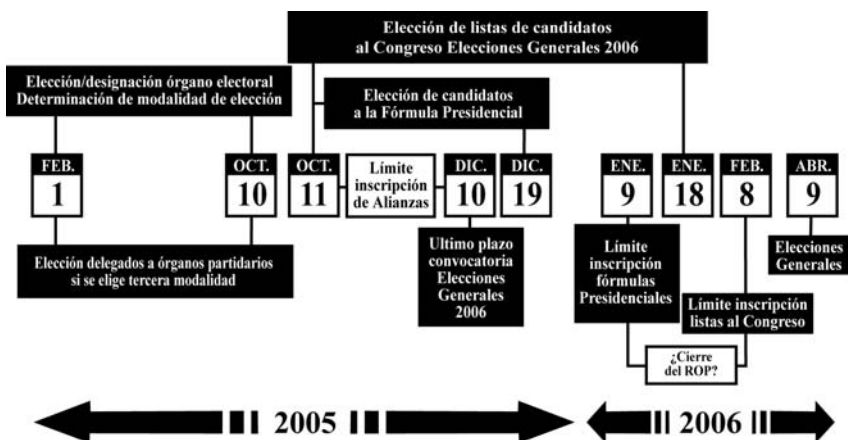 Elección de listas de candidatos
al Congreso Elecciones Generales 2006
Elección/designación órgano electoral
Determinación de modalidad de elección
Elección de candidatos
a la Fórmula Presidencial
FEB.
1
OCT.
10
OCT.
11
Límite
inscripción
de Alianzas
DIC.
10
DIC.
19
ENE.
9
ENE.
18
FEB.
8
ABR.
9
Elección delegados a órganos partidarios
si se elige tercera modalidad
Ultimo plazo
convocatoria
Elecciones
Generales
2006
Límite
inscripción
fórmulas
Presidenciales
Límite inscripción
listas al Congreso
Elecciones
Generales
¿Cierre
del ROP?
2005
2006